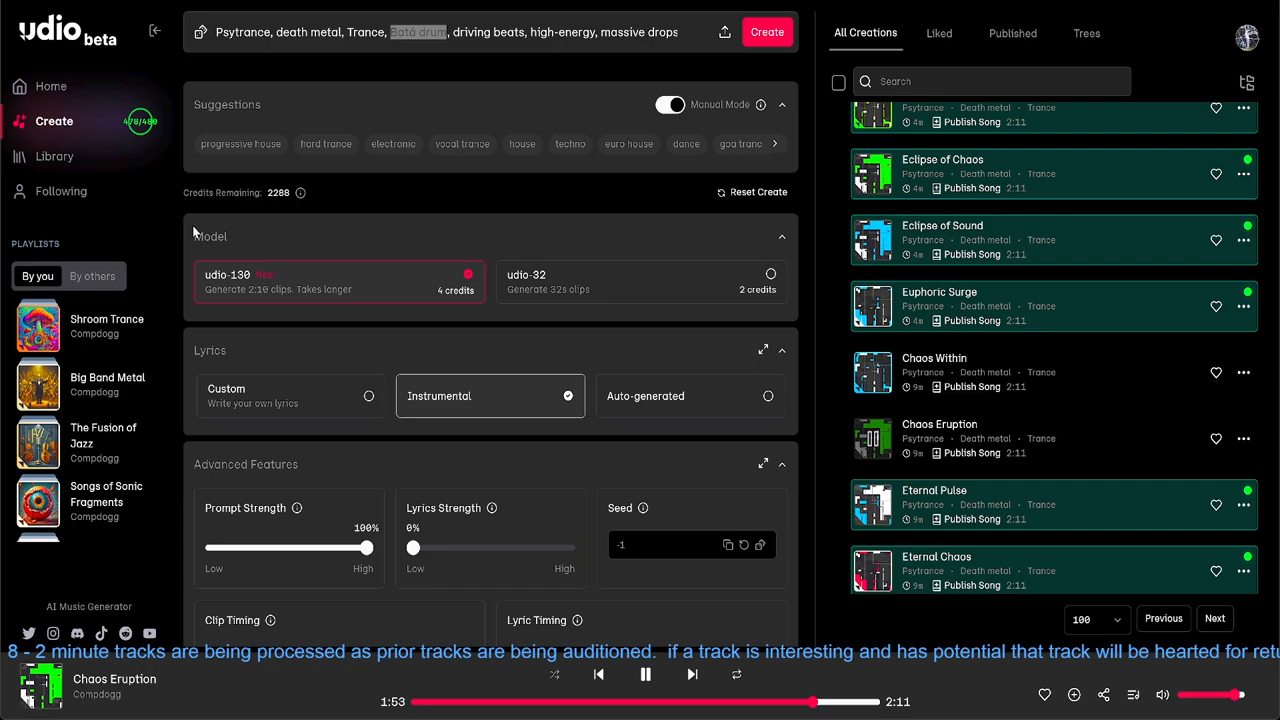 udio beta
Psytrance, death metal, Trance, Batá drum, driving beats, high-energy, massive drops
Create
Home
Create
478/480
Library
Following
PLAYLISTS
By you
By others
Shroom Trance
Compdogg
Big Band Metal
Compdogg
The Fusion of
Jazz
Compdogg
Songs of Sonic
Fragments
Compdogg
AI Music Generator
Suggestions
Manual Mode
progressive house
hard trance
electronic
vocal trance
house
techno
euro house
dance
goa tranc
Credits Remaining: 2288
Reset Create
Model
udio-130 New
Generate 2:10 clips. Takes longer
4 credits
udio-32
Generate 32s clips
2 credits
Lyrics
Custom
Write your own lyrics
Instrumental
Auto-generated
Advanced Features
Prompt Strength
100%
Low
High
Lyrics Strength
0%
Low
High
Seed
-1
Clip Timing
Lyric Timing
All Creations
Liked
Published
Trees
Search
Psytrance • Death metal • Trance
4m Publish Song 2:11
Eclipse of Chaos
Psytrance • Death metal • Trance
4m Publish Song 2:11
Eclipse of Sound
Psytrance • Death metal • Trance
4m Publish Song 2:11
Euphoric Surge
Psytrance • Death metal • Trance
4m Publish Song 2:11
Chaos Within
Psytrance • Death metal • Trance
9m Publish Song 2:11
Chaos Eruption
Psytrance • Death metal • Trance
9m Publish Song 2:11
Eternal Pulse
Psytrance • Death metal • Trance
9m Publish Song 2:11
Eternal Chaos
Psytrance • Death metal • Trance
9m Publish Song 2:11
100
Previous
Next
8 - 2 minute tracks are being processed as prior tracks are being auditioned. if a track is interesting and has potential that track will be hearted for retu
Chaos Eruption
Compdogg
1:53
2:11